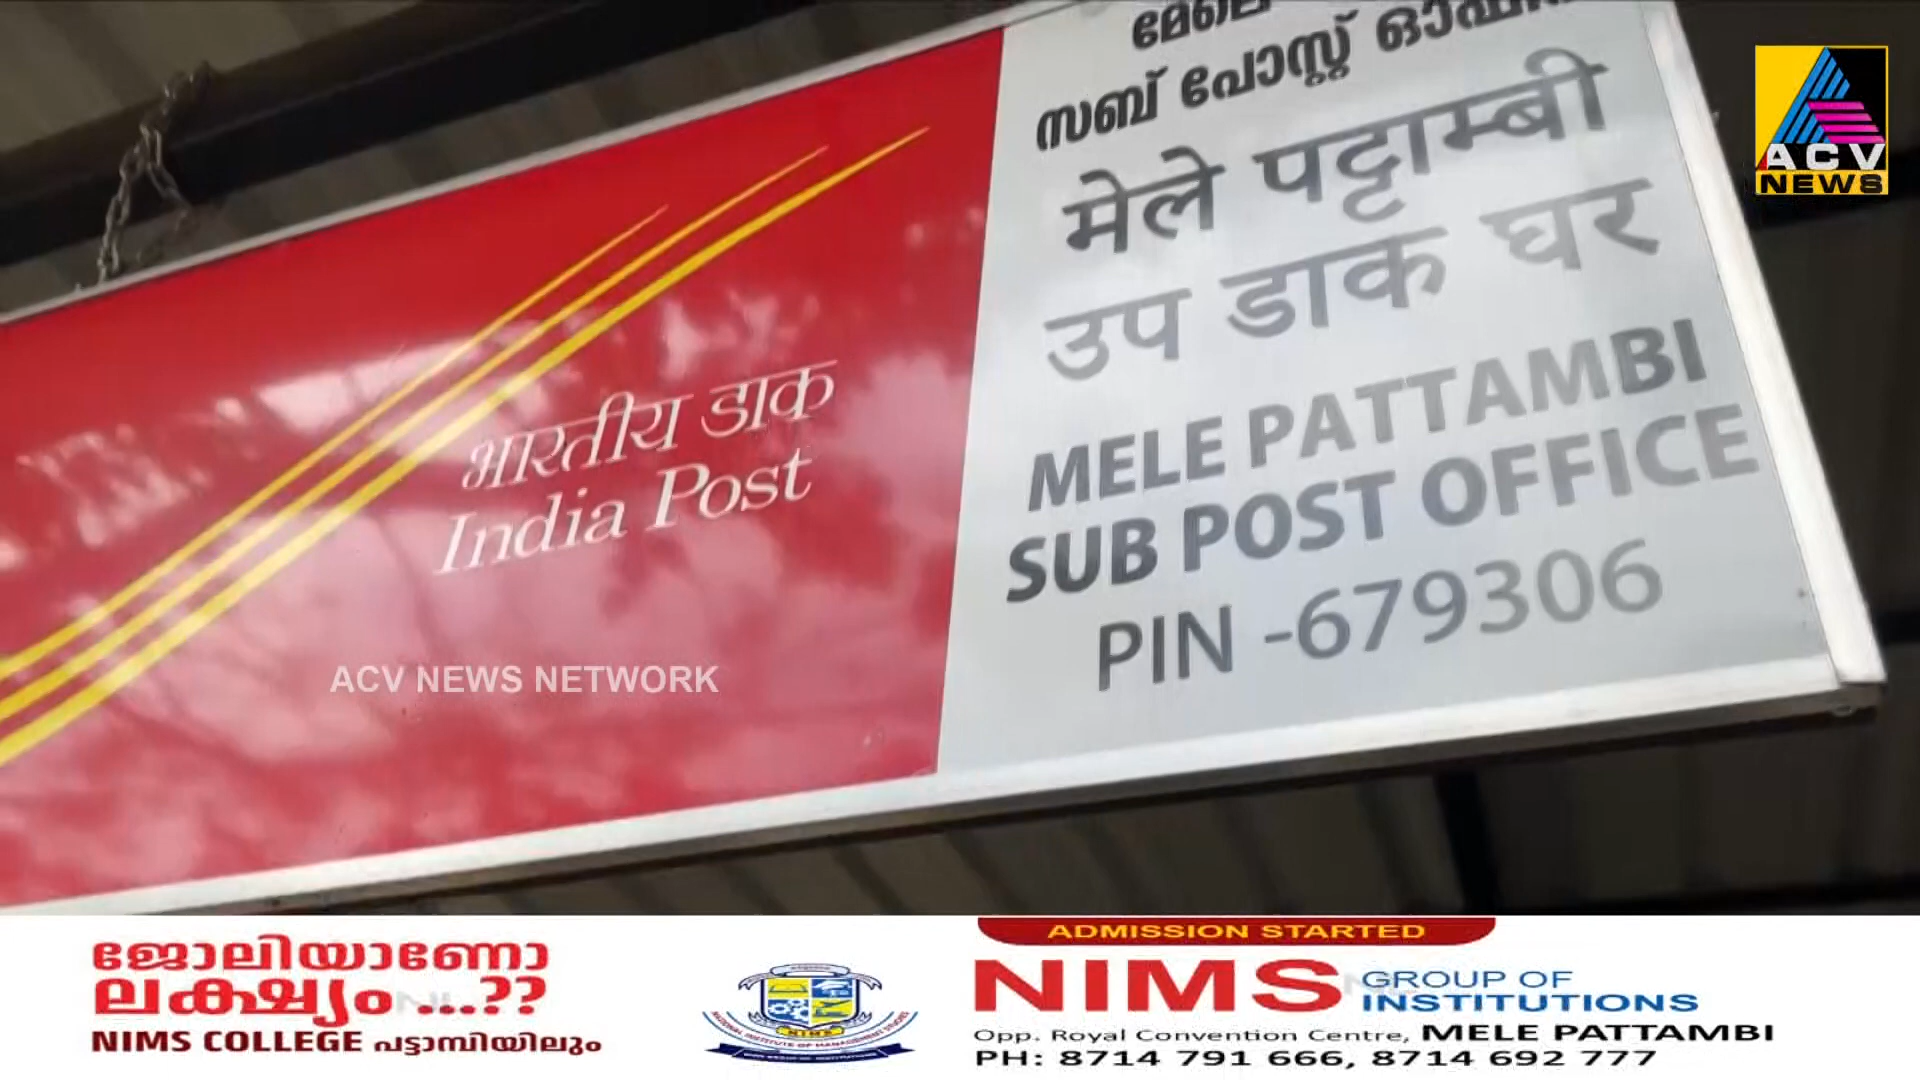 മേലെ
സബ് പോസ്റ്റ് ഓഫീസ്
मेले पट्टाम्बी
उप डाक घर
MELE PATTAMBI
SUB POST OFFICE
PIN -679306
भारतीय डाक
India Post
ACV
NEWS
ACV NEWS NETWORK
ജോലിയാണോ
ലക്ഷ്യം ...??
NIMS COLLEGE പട്ടാമ്പിയിലും
NIMS
ADMISSION STARTED
NIMS GROUP OF
INSTITUTIONS
Opp. Royal Convention Centre, MELE PATTAMBI
PH: 8714 791 666, 8714 692 777